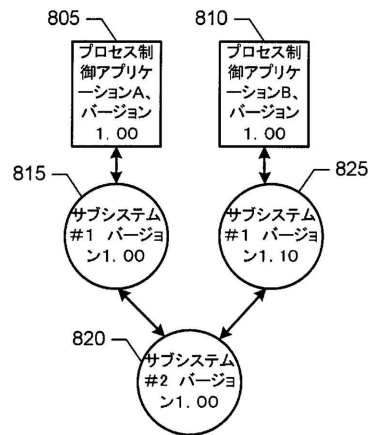 805
810
プロセス制
御アプリケ
ーションA、
バージョン
1.00
プロセス制
御アプリケ
ーションB、
バージョン
1.00
815
825
サブシステム
#1 バージョ
ン1.00
サブシステム
#1 バージョ
ン1.10
820
サブシステム
#2 バージョ
ン1.00